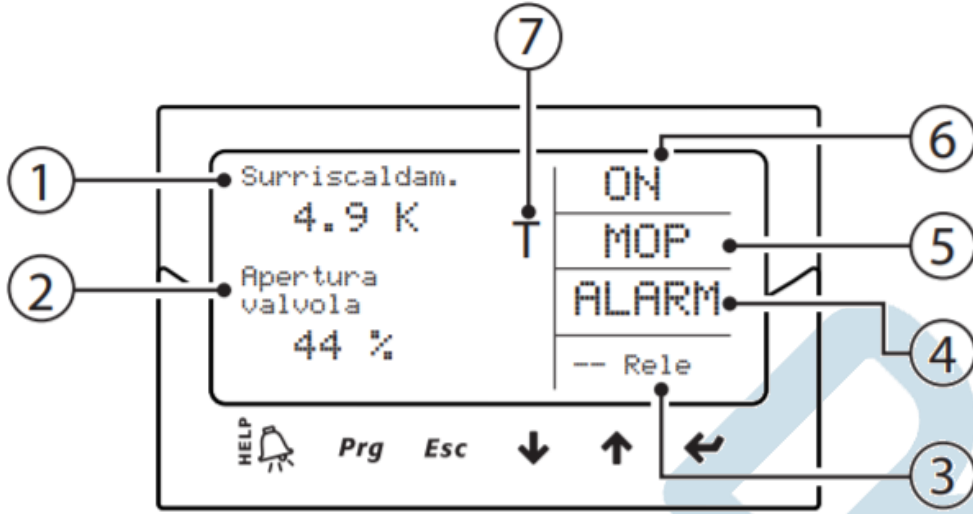 7
6
1
Surriscaldam.
4.9 K
ON
T
MOP
5
2
Apertura
valvola
44 %
ALARM
4
-- Rele
HELP
Prg
Esc
3